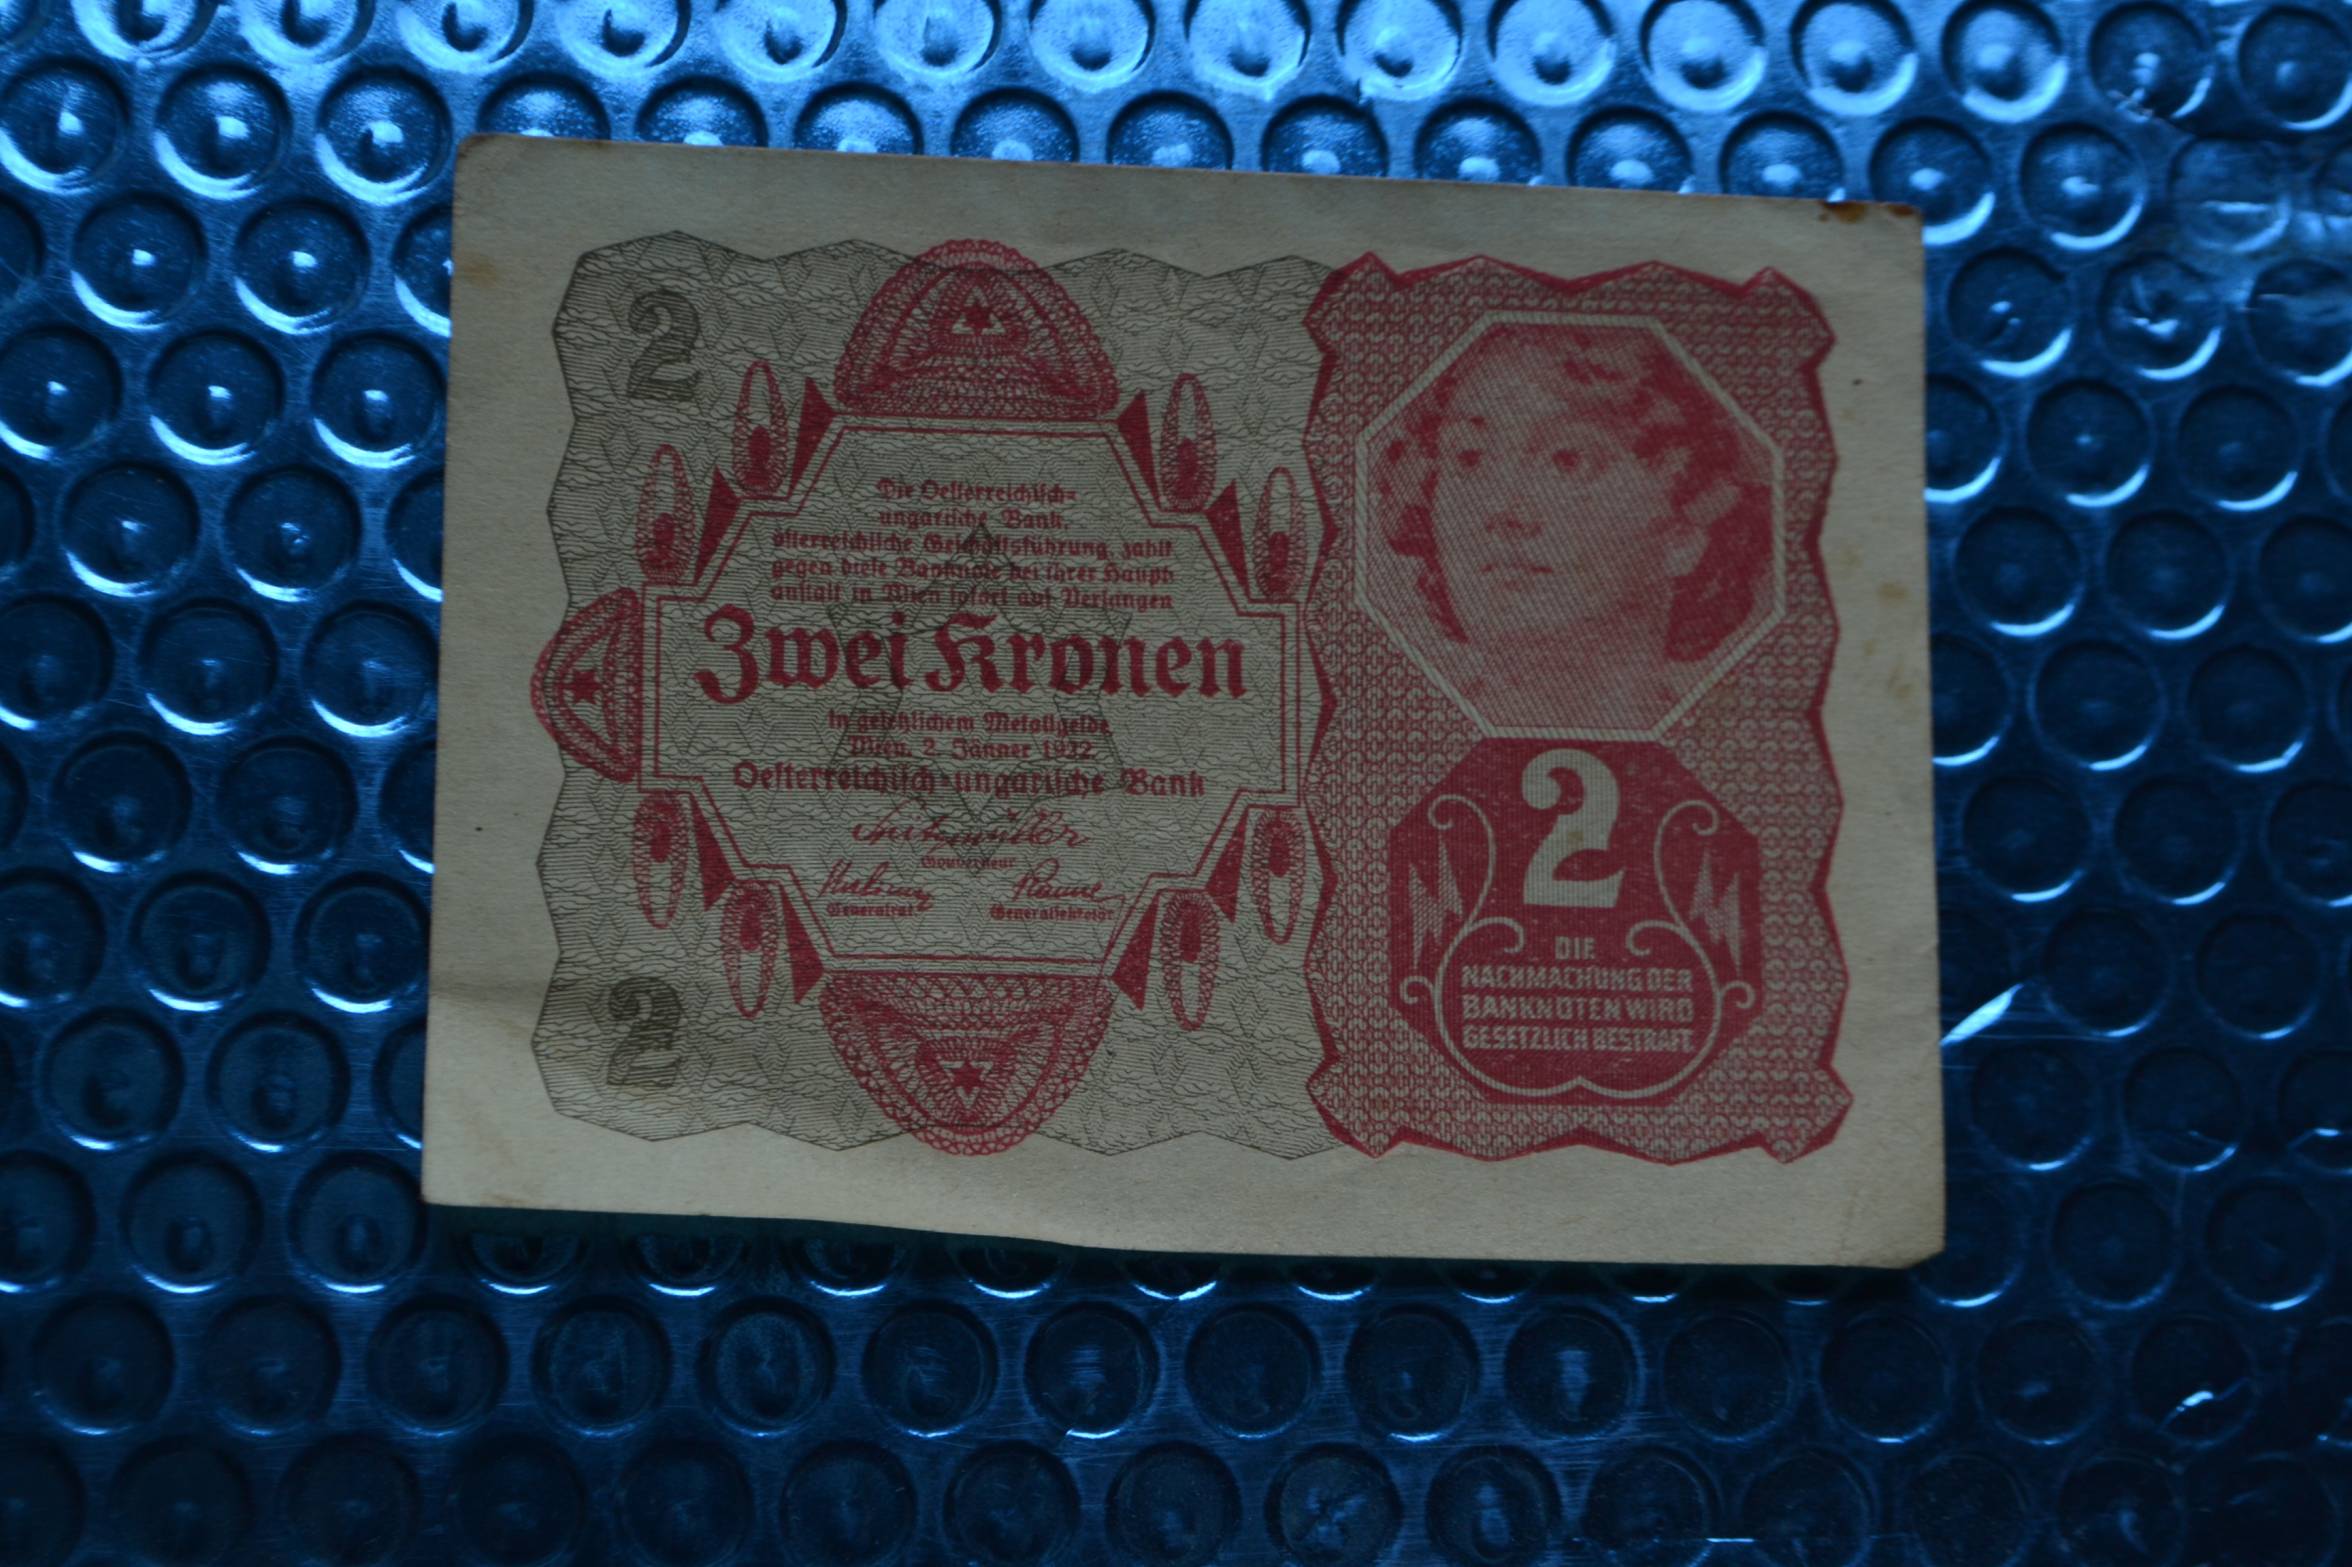 2
Die Oesterreichisch-
ungarische Bank,
österreichische Geschäftsführung, zahlt
gegen diese Banknote bei ihrer Haupt-
anstalt in Wien sofort auf Verlangen
Zwei Kronen
in gesetzlichem Metallgelde.
Wien, 2. Jänner 1922
Oesterreichisch-ungarische Bank
Spitzmüller
Gouverneur
Generalrat Generalsekretär
2
2
DIE
NACHMACHUNG DER
BANKNOTEN WIRD
GESETZLICH BESTRAFT